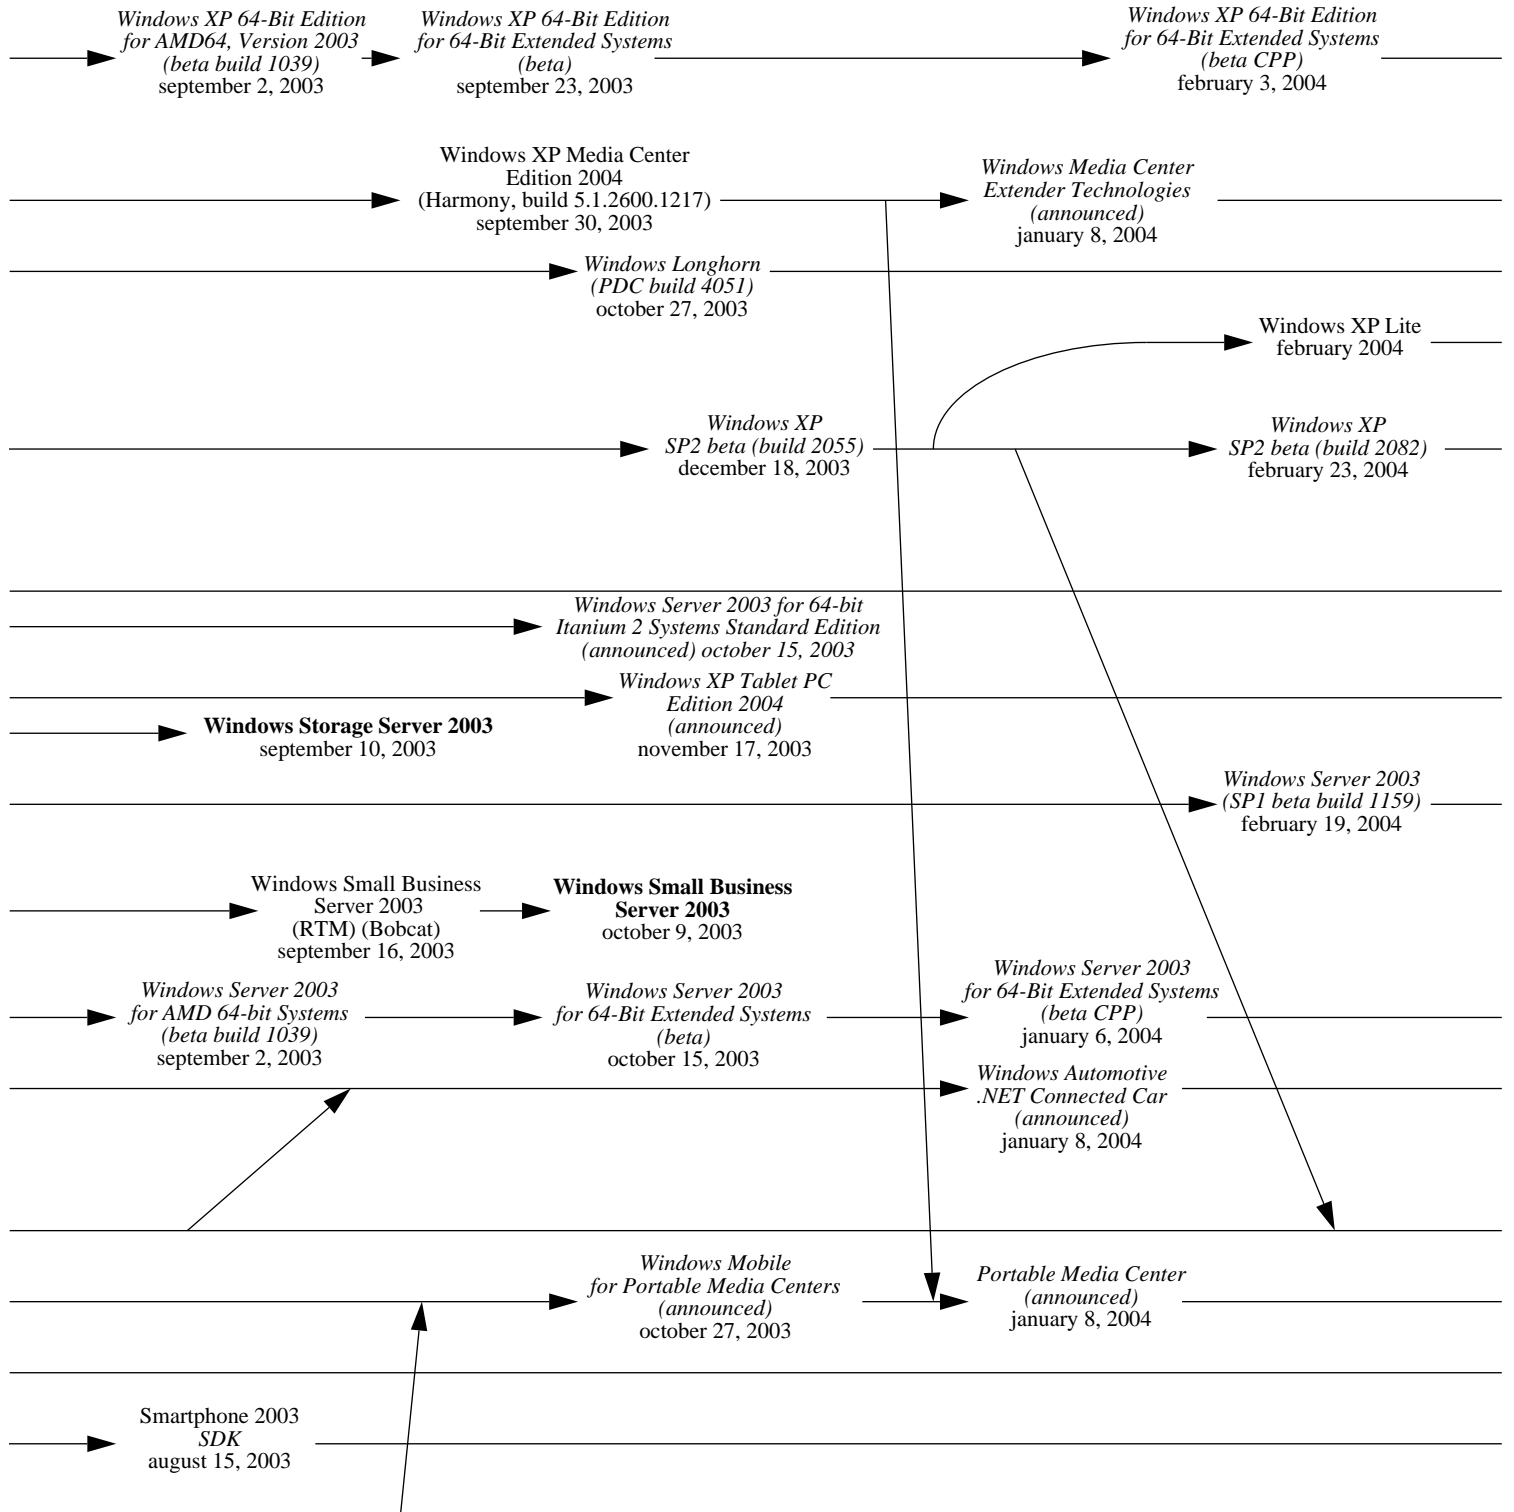 Windows XP 64-Bit Edition
for AMD64, Version 2003
(beta build 1039)
september 2, 2003
Windows XP 64-Bit Edition
for 64-Bit Extended Systems
(beta)
september 23, 2003
Windows XP 64-Bit Edition
for 64-Bit Extended Systems
(beta CPP)
february 3, 2004
Windows XP Media Center
Edition 2004
(Harmony, build 5.1.2600.1217)
september 30, 2003
Windows Media Center
Extender Technologies
(announced)
january 8, 2004
Windows Longhorn
(PDC build 4051)
october 27, 2003
Windows XP Lite
february 2004
Windows XP
SP2 beta (build 2055)
december 18, 2003
Windows XP
SP2 beta (build 2082)
february 23, 2004
Windows Server 2003 for 64-bit
Itanium 2 Systems Standard Edition
(announced) october 15, 2003
Windows XP Tablet PC
Edition 2004
(announced)
november 17, 2003
Windows Storage Server 2003
september 10, 2003
Windows Server 2003
(SP1 beta build 1159)
february 19, 2004
Windows Small Business
Server 2003
(RTM) (Bobcat)
september 16, 2003
Windows Small Business
Server 2003
october 9, 2003
Windows Server 2003
for AMD 64-bit Systems
(beta build 1039)
september 2, 2003
Windows Server 2003
for 64-Bit Extended Systems
(beta)
october 15, 2003
Windows Server 2003
for 64-Bit Extended Systems
(beta CPP)
january 6, 2004
Windows Automotive
.NET Connected Car
(announced)
january 8, 2004
Windows Mobile
for Portable Media Centers
(announced)
october 27, 2003
Portable Media Center
(announced)
january 8, 2004
Smartphone 2003
SDK
august 15, 2003